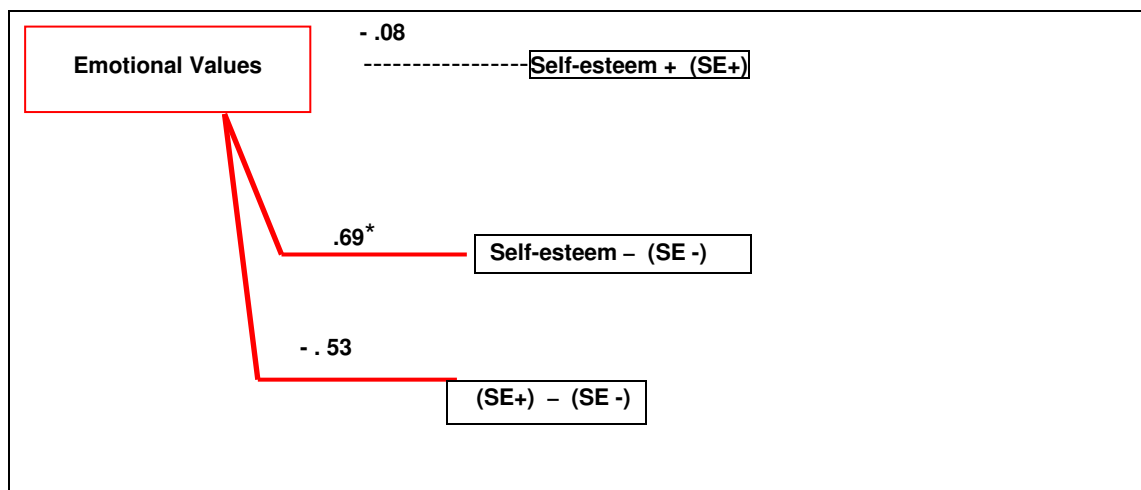 - .08
Emotional Values
Self-esteem + (SE+)
.69*
Self-esteem – (SE -)
- . 53
(SE+) – (SE -)